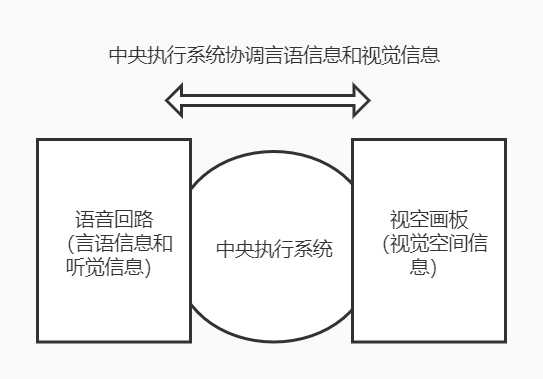 中央执行系统协调言语信息和视觉信息
语音回路
（言语信息和
听觉信息）
中央执行系统
视空画板
（视觉空间信
息）